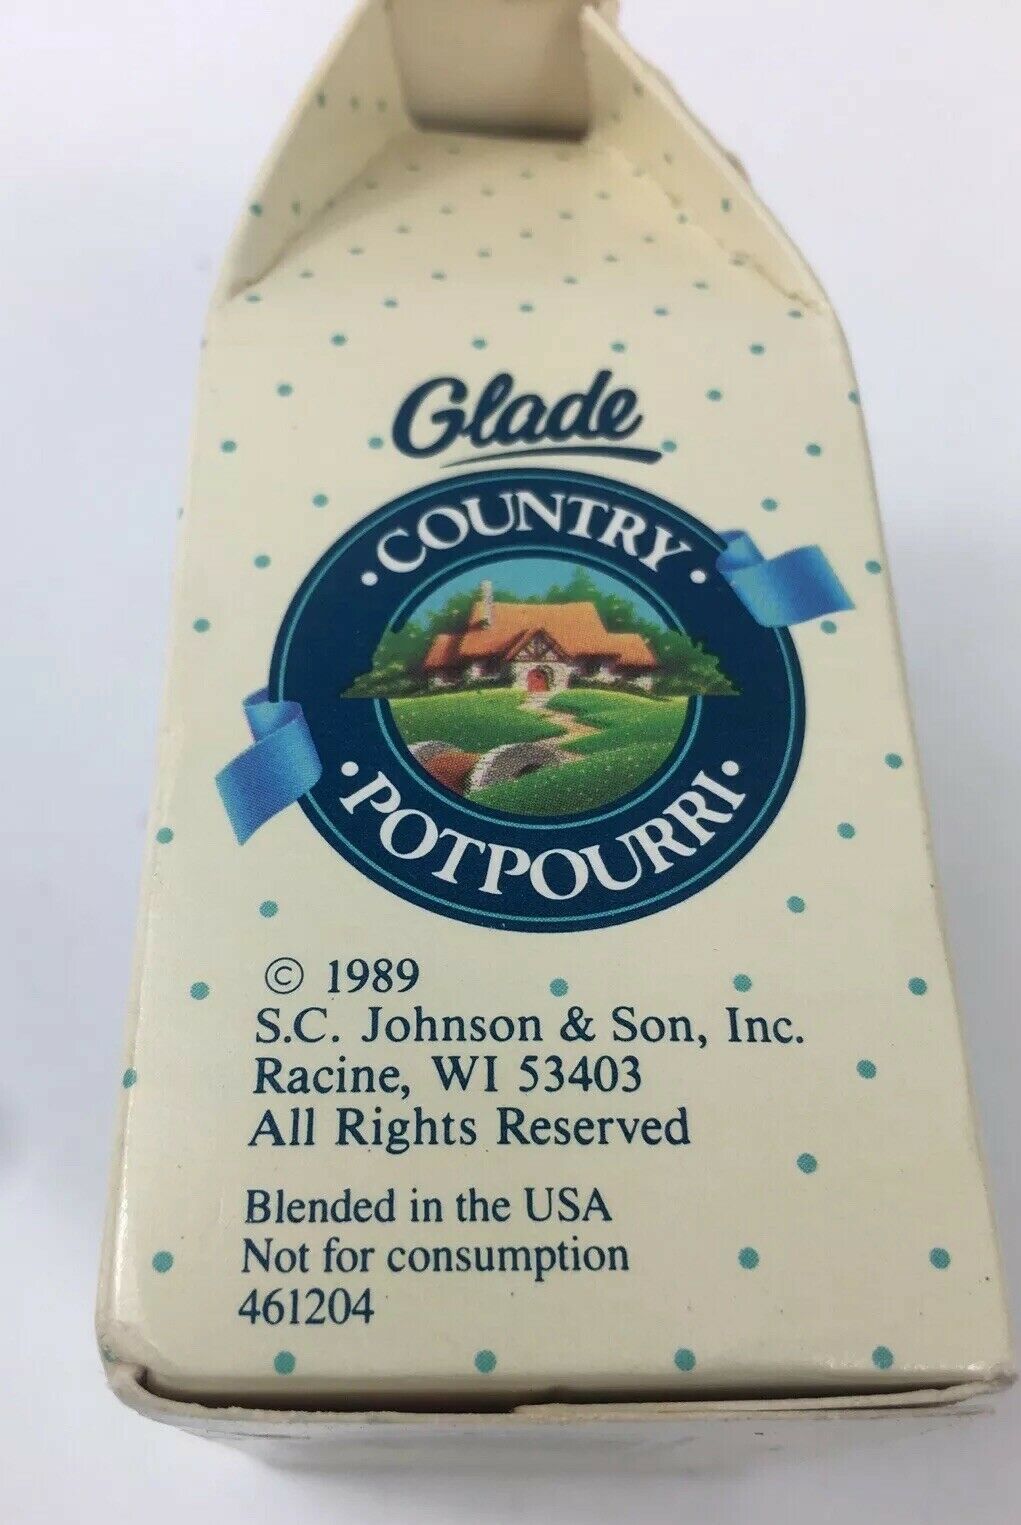 Glade
• COUNTRY •
• POTPOURRI •
© 1989
S.C. Johnson & Son, Inc.
Racine, WI 53403
All Rights Reserved
Blended in the USA
Not for consumption
461204